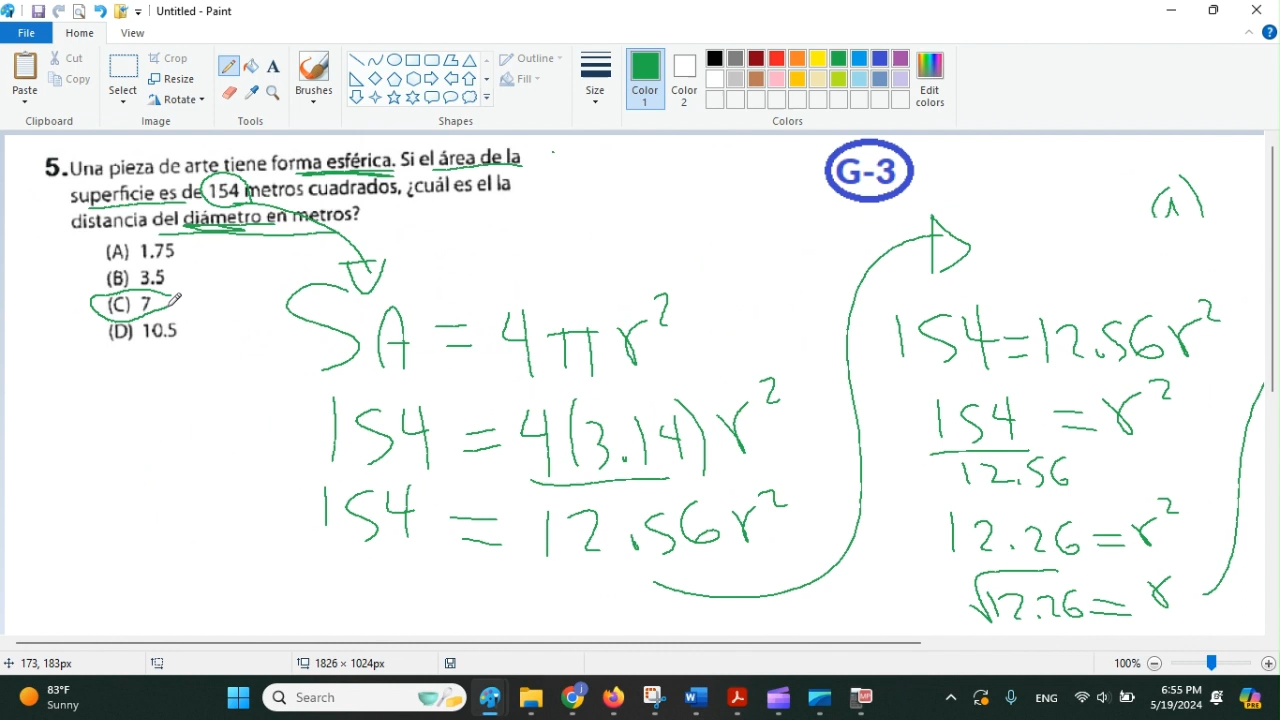 Untitled - Paint
File
Home
View
Paste
Cut
Copy
Clipboard
Select
Crop
Resize
Rotate
Image
A
Tools
Brushes
Shapes
Outline
Fill
Size
Color 1
Color 2
Edit colors
Colors
5. Una pieza de arte tiene forma esférica. Si el área de la
superficie es de 154 metros cuadrados, ¿cuál es el la
distancia del diámetro en metros?
(A) 1.75
(B) 3.5
(C) 7
(D) 10.5
G-3
a)
SA = 4πr²
154 = 4(3.14)r²
154 = 12.56r²
154=12.56r²
154 = r²
12.56
12.26=r²
√12.26= r
173, 183px
1826 × 1024px
100%
83°F
Sunny
Search
ENG
6:55 PM
5/19/2024